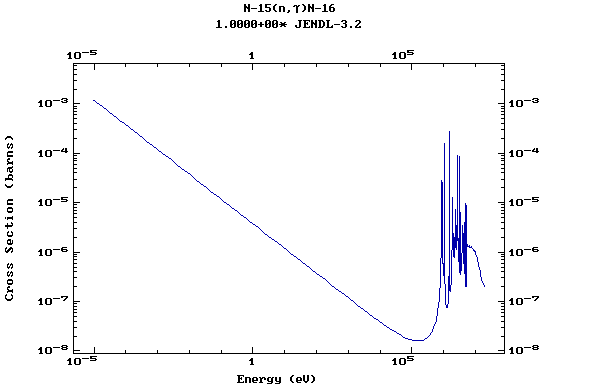 N-15(n,γ)N-16
1.0000+00* JENDL-3.2
10⁻⁵ 1 10⁵
10⁻³ 10⁻³
10⁻⁴ 10⁻⁴
10⁻⁵ 10⁻⁵
10⁻⁶ 10⁻⁶
10⁻⁷ 10⁻⁷
10⁻⁸ 10⁻⁸
Cross Section (barns)
10⁻⁵ 1 10⁵
Energy (eV)